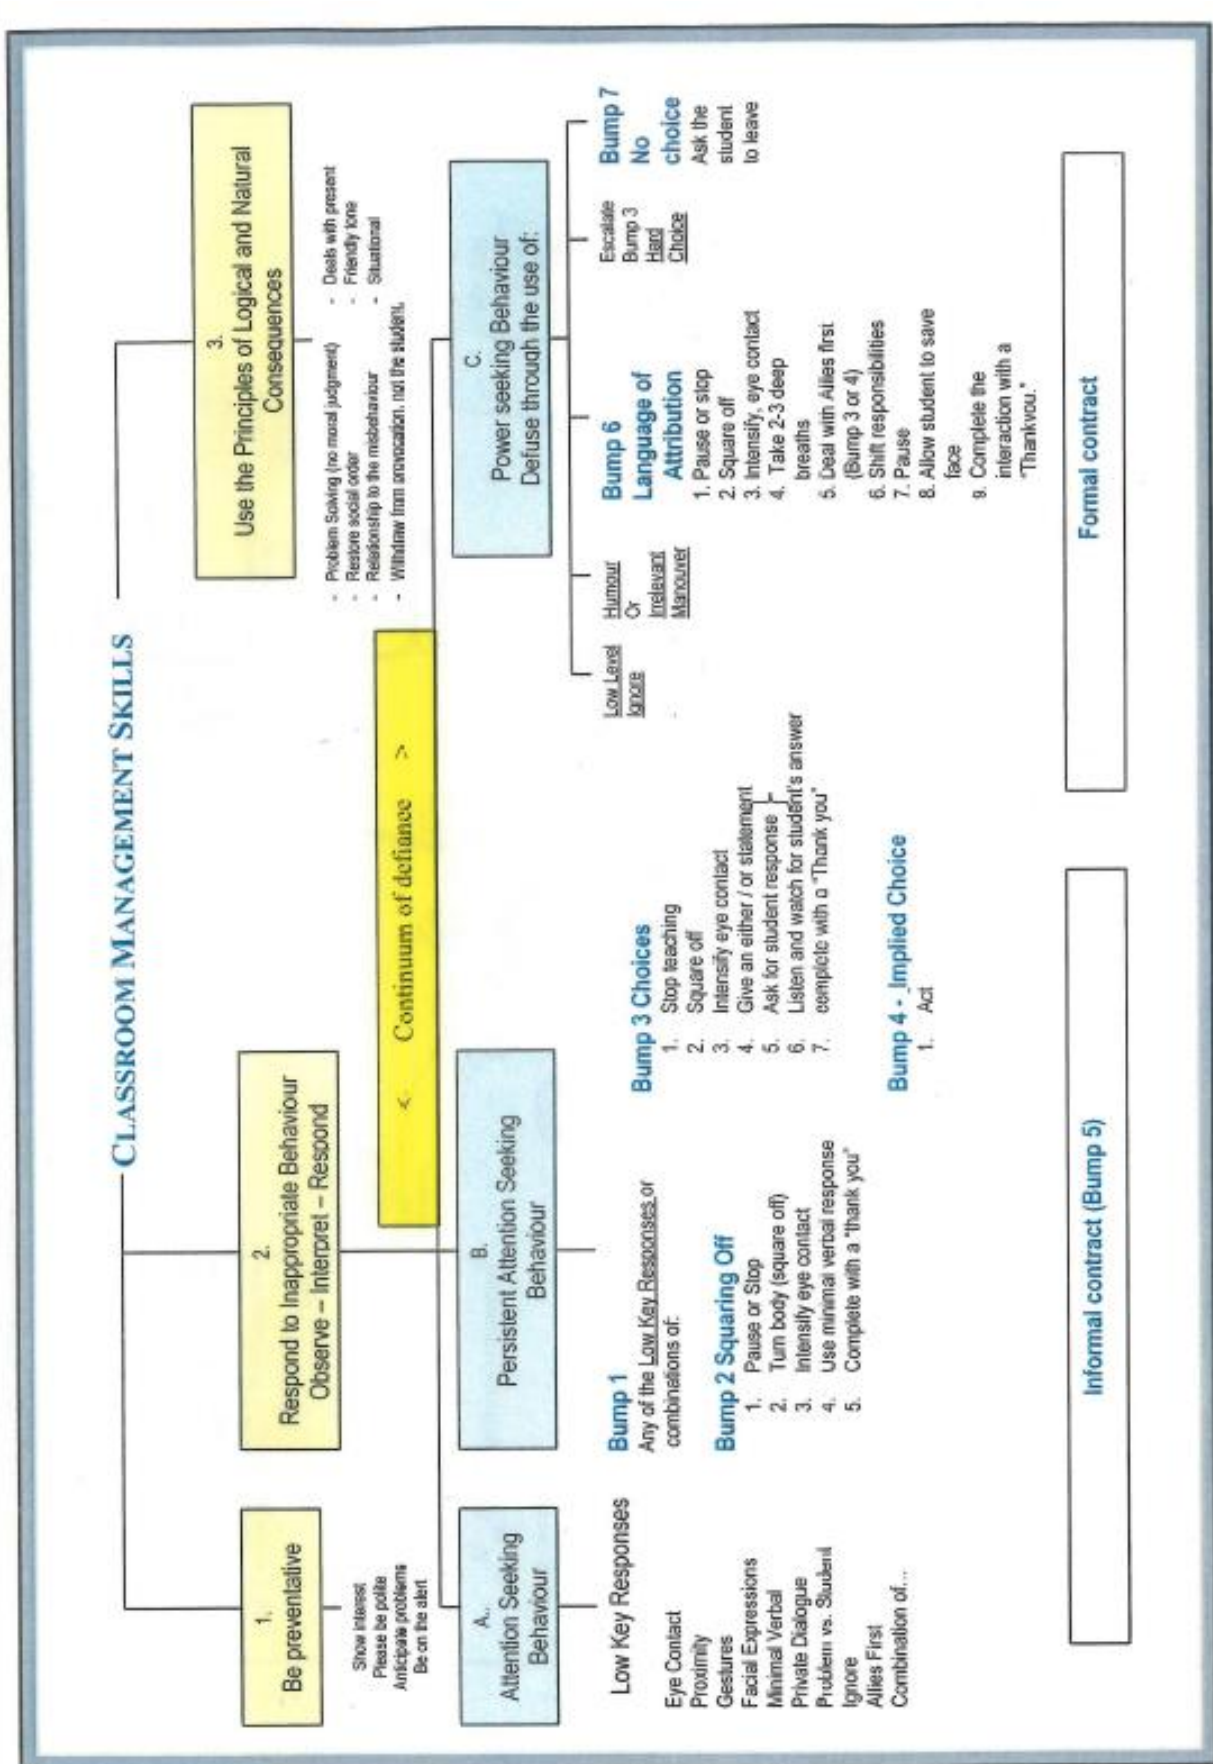 CLASSROOM MANAGEMENT SKILLS
1.
Be preventative
Show interest
Please be polite
Anticipate problems
Be on the alert
2.
Respond to Inappropriate Behaviour
Observe – Interpret – Respond
3.
Use the Principles of Logical and Natural
Consequences
- Problem Solving (no moral judgment)
- Restore social order
- Relationship to the misbehaviour
- Withdraw from provocation, not the student.
- Deals with present
- Friendly tone
- Situational
< Continuum of defiance >
A..
Attention Seeking
Behaviour
Low Key Responses
Eye Contact
Proximity
Gestures
Facial Expressions
Minimal Verbal
Private Dialogue
Problem vs. Student
Ignore
Allies First
Combination of...
B.
Persistent Attention Seeking
Behaviour
Bump 1
Any of the Low Key Responses or
combinations of:
Bump 2 Squaring Off
1. Pause or Stop
2. Turn body (square off)
3. Intensify eye contact
4. Use minimal verbal response
5. Complete with a "thank you"
Bump 3 Choices
1. Stop teaching
2. Square off
3. Intensify eye contact
4. Give an either / or statement
5. Ask for student response
6. Listen and watch for student's answer
7. complete with a "Thank you"
Bump 4 - Implied Choice
1. Act
C.
Power seeking Behaviour
Defuse through the use of:
Low Level
Ignore
Humour
Or
Irrelevant
Manouver
Bump 6
Language of
Attribution
1. Pause or stop
2. Square off
3. Intensify, eye contact
4. Take 2-3 deep
breaths
5. Deal with Allies first
(Bump 3 or 4)
6. Shift responsibilities
7. Pause
8. Allow student to save
face
9. Complete the
interaction with a
"Thankyou."
Escalate
Bump 3
Hard
Choice
Bump 7
No
choice
Ask the
student
to leave
Informal contract (Bump 5)
Formal contract